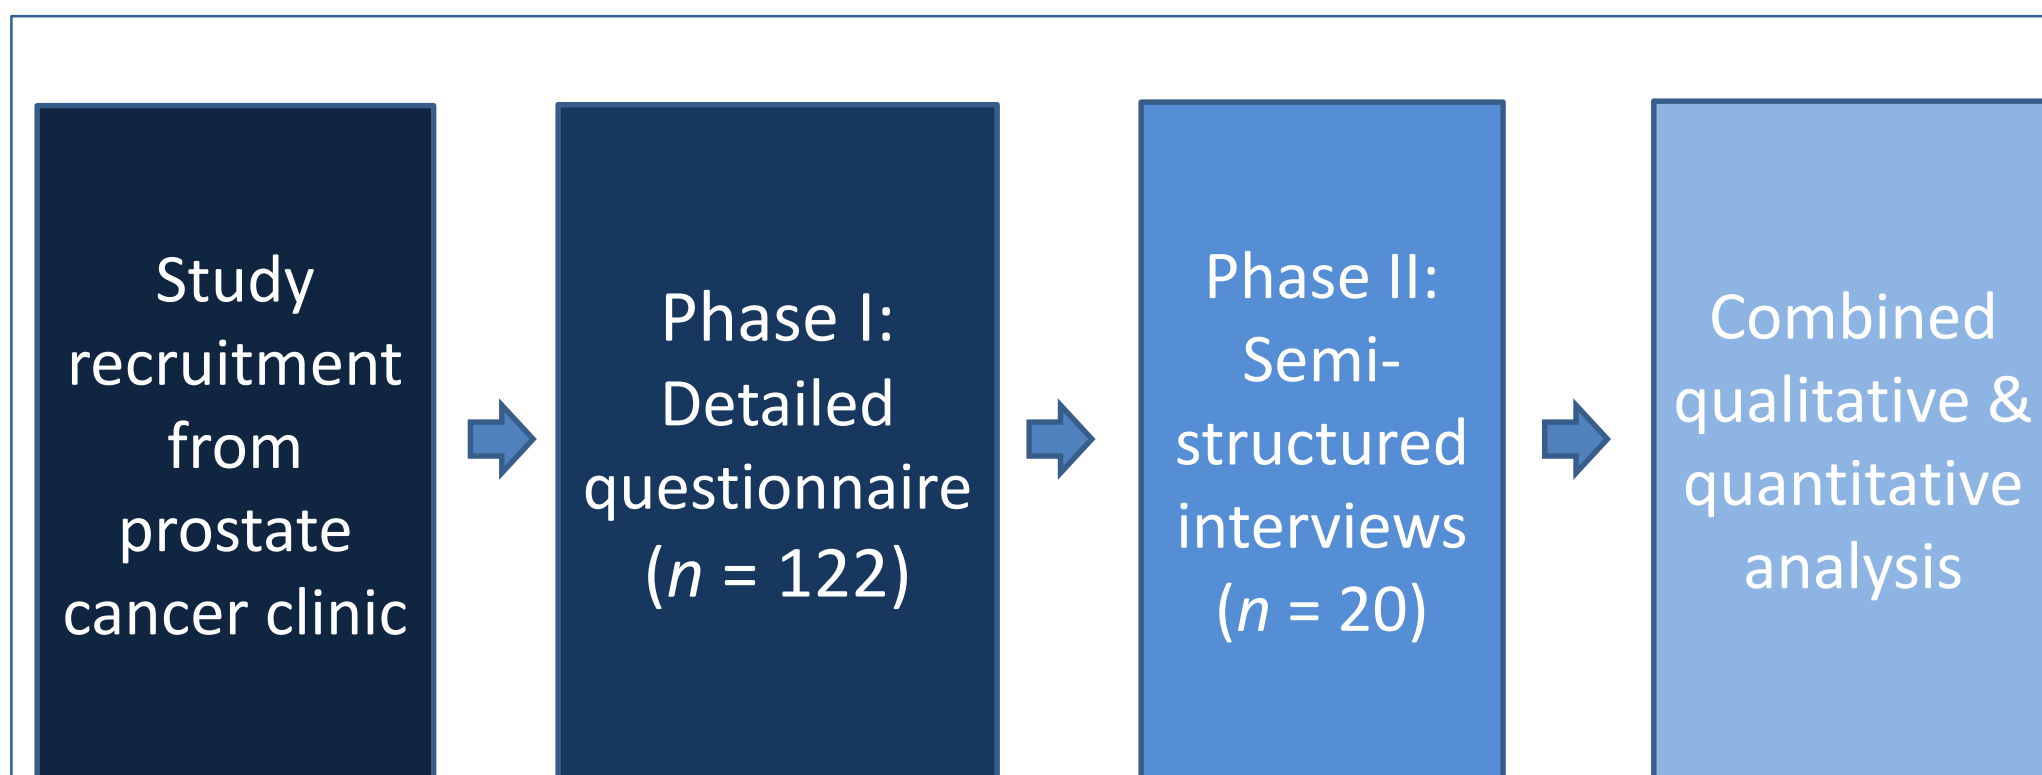 Study
recruitment
from
prostate
cancer clinic
Phase I:
Detailed
questionnaire
(n = 122)
Phase II:
Semi-
structured
interviews
(n = 20)
Combined
qualitative &
quantitative
analysis